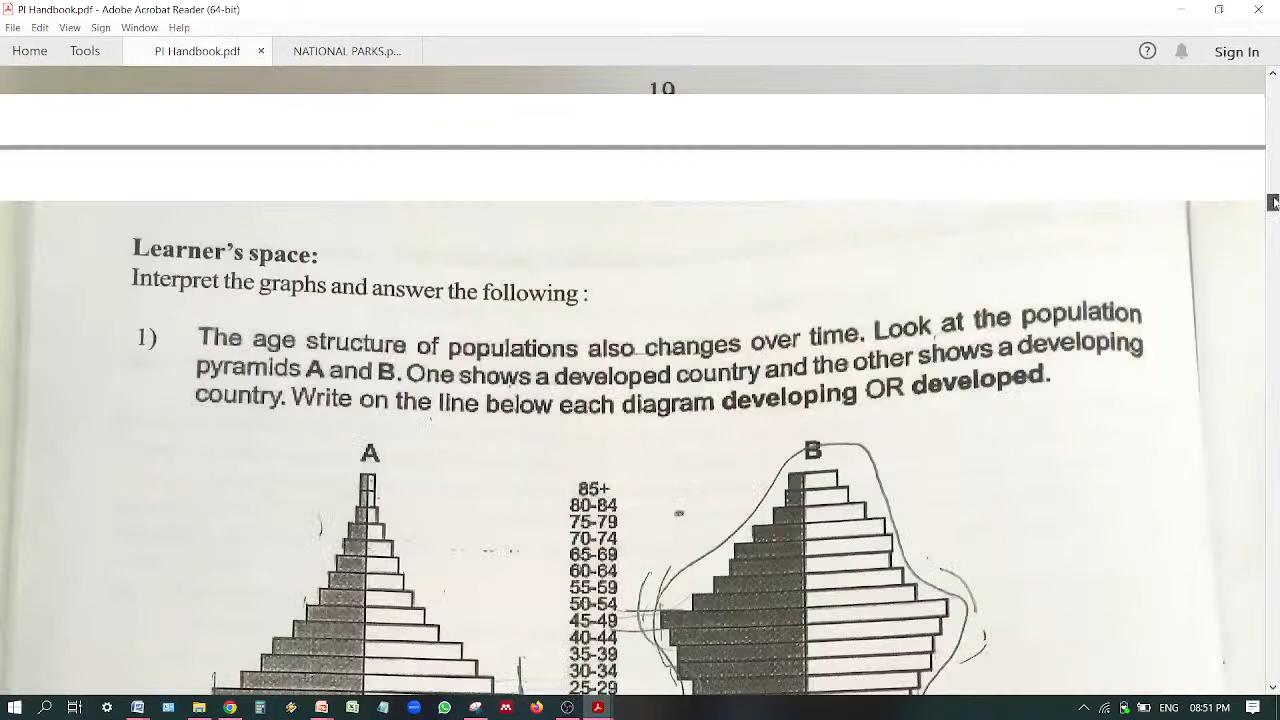 PI Handbook.pdf - Adobe Acrobat Reader (64-bit)
File Edit View Sign Window Help
Home Tools PI Handbook.pdf × NATIONAL PARKS.p... Sign In
19
Learner's space:
Interpret the graphs and answer the following :
1) The age structure of populations also changes over time. Look at the population
pyramids A and B. One shows a developed country and the other shows a developing
country. Write on the line below each diagram developing OR developed.
A B
85+
80-84
75-79
70-74
65-69
60-64
55-59
50-54
45-49
40-44
35-39
30-34
25-29
ENG 08:51 PM